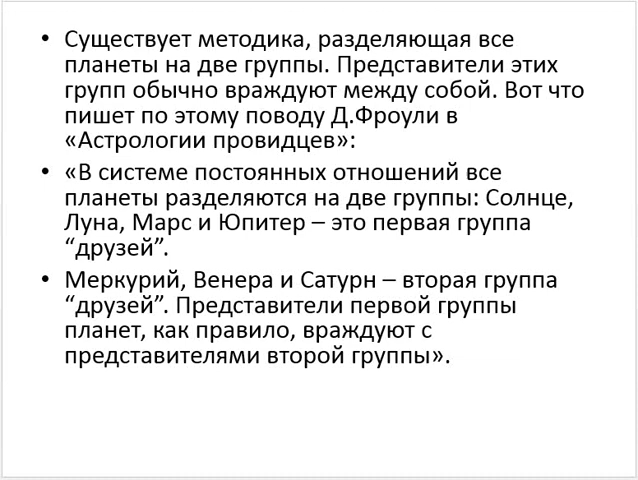 • Существует методика, разделяющая все
планеты на две группы. Представители этих
групп обычно враждуют между собой. Вот что
пишет по этому поводу Д.Фроули в
«Астрологии провидцев»:
• «В системе постоянных отношений все
планеты разделяются на две группы: Солнце,
Луна, Марс и Юпитер – это первая группа
“друзей”.
• Меркурий, Венера и Сатурн – вторая группа
“друзей”. Представители первой группы
планет, как правило, враждуют с
представителями второй группы».